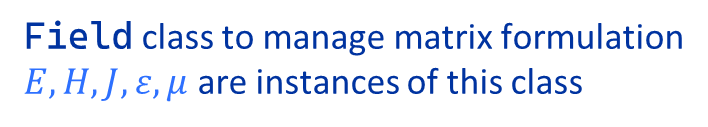 Field class to manage matrix formulation
E, H, J, ε, μ are instances of this class